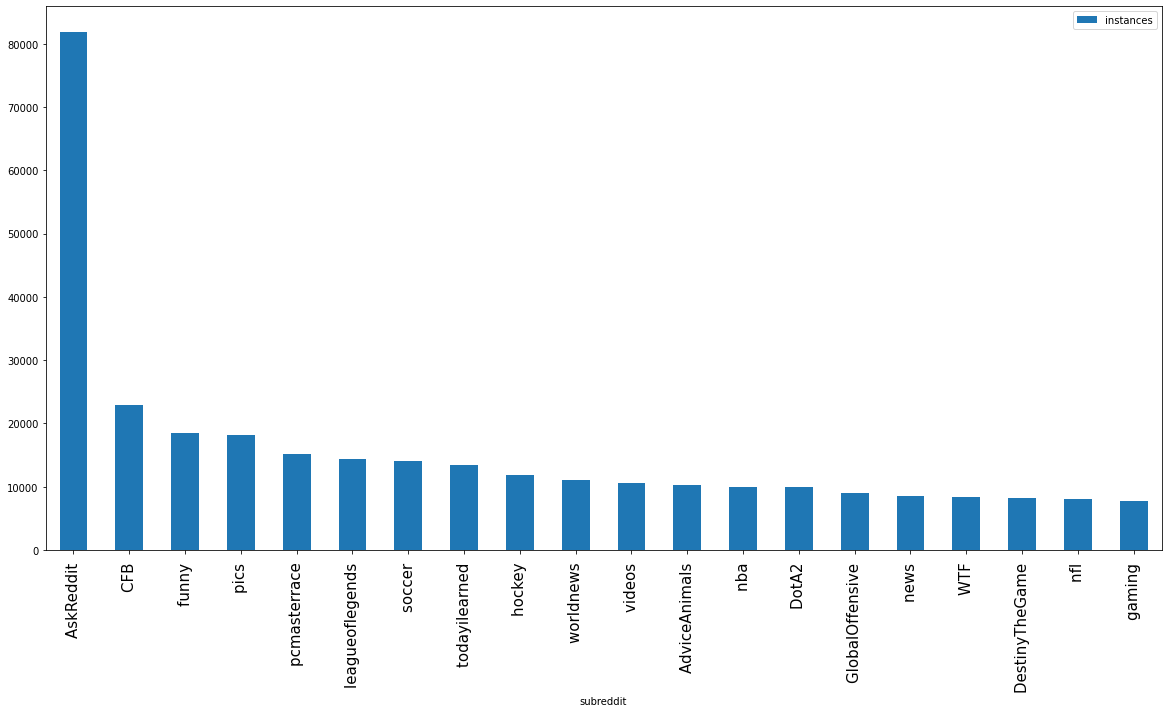 instances
80000
70000
60000
50000
40000
30000
20000
10000
0
AskReddit
CFB
funny
pics
pcmasterrace
leagueoflegends
soccer
todayilearned
hockey
worldnews
videos
AdviceAnimals
nba
DotA2
GlobalOffensive
news
WTF
DestinyTheGame
nfl
gaming
subreddit